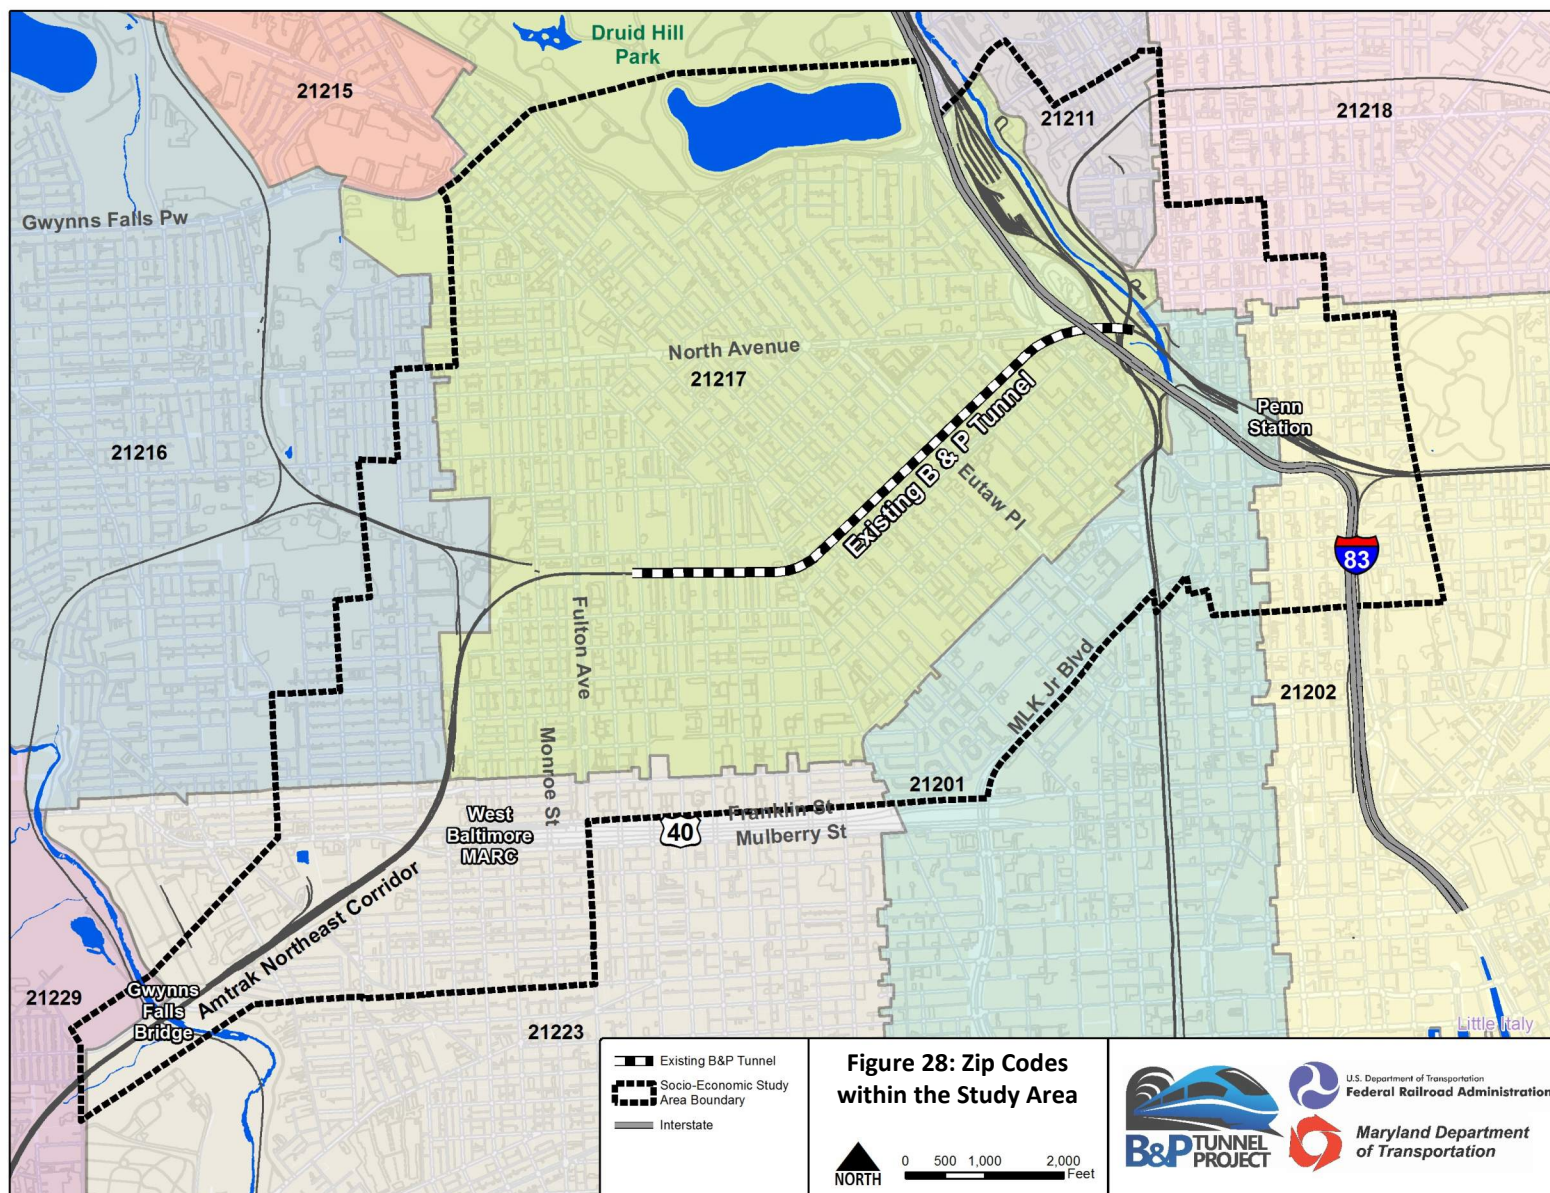 Druid Hill
Park
21215
21211
21218
Gwynns Falls Pw
North Avenue
21217
Penn
Station
21216
Existing B & P Tunnel
Eutaw Pl
83
Fulton Ave
MLK Jr Blvd
21202
Monroe St
21201
West
Baltimore
MARC
Franklin St
40
Mulberry St
Amtrak Northeast Corridor
21229
Gwynns
Falls
Bridge
21223
Little Italy
Existing B&P Tunnel
Socio-Economic Study
Area Boundary
Interstate
Figure 28: Zip Codes
within the Study Area
NORTH
0 500 1,000 2,000
Feet
B&P TUNNEL
PROJECT
U.S. Department of Transportation
Federal Railroad Administration
Maryland Department
of Transportation